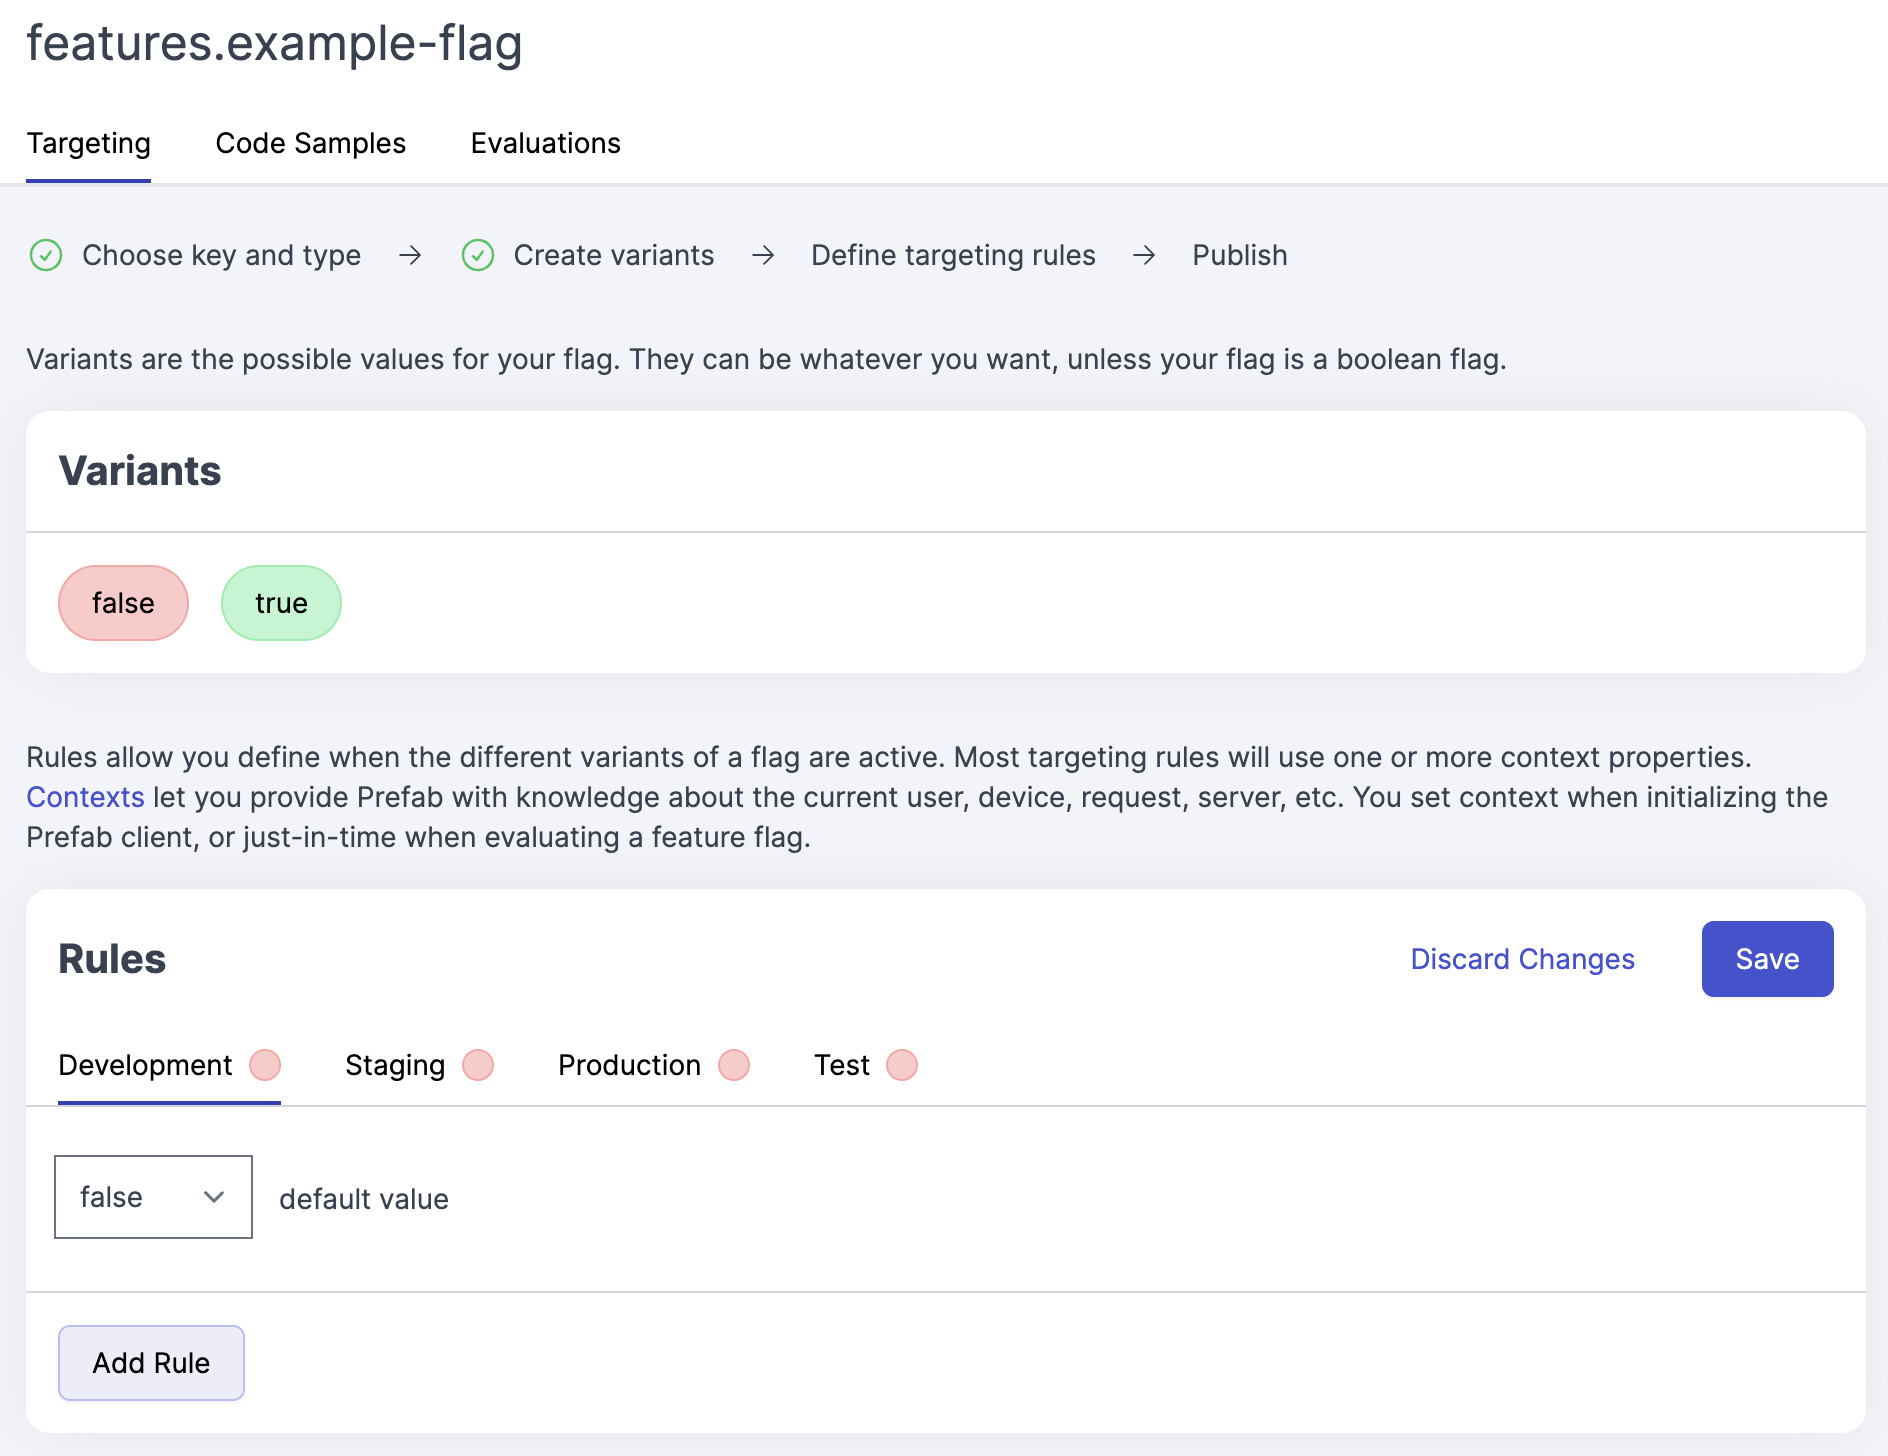 features.example-flag
Targeting Code Samples Evaluations
Choose key and type → Create variants → Define targeting rules → Publish
Variants are the possible values for your flag. They can be whatever you want, unless your flag is a boolean flag.
Variants
false true
Rules allow you define when the different variants of a flag are active. Most targeting rules will use one or more context properties.
Contexts let you provide Prefab with knowledge about the current user, device, request, server, etc. You set context when initializing the
Prefab client, or just-in-time when evaluating a feature flag.
Rules Discard Changes Save
Development Staging Production Test
false default value
Add Rule